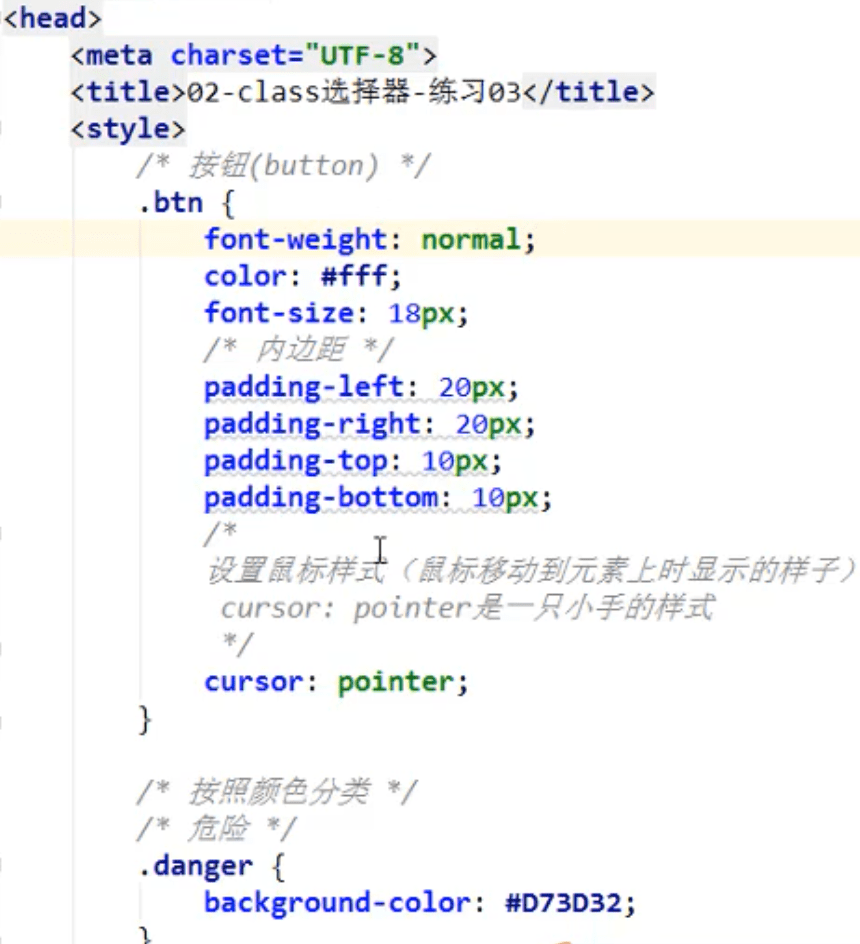 <head>
<meta charset="UTF-8">
<title>02-class选择器-练习03</title>
<style>
/* 按钮(button) */
.btn {
font-weight: normal;
color: #fff;
font-size: 18px;
/* 内边距 */
padding-left: 20px;
padding-right: 20px;
padding-top: 10px;
padding-bottom: 10px;
/*
设置鼠标样式（鼠标移动到元素上时显示的样子）
cursor: pointer是一只小手的样式
*/
cursor: pointer;
}
/* 按照颜色分类 */
/* 危险 */
.danger {
background-color: #D73D32;
}